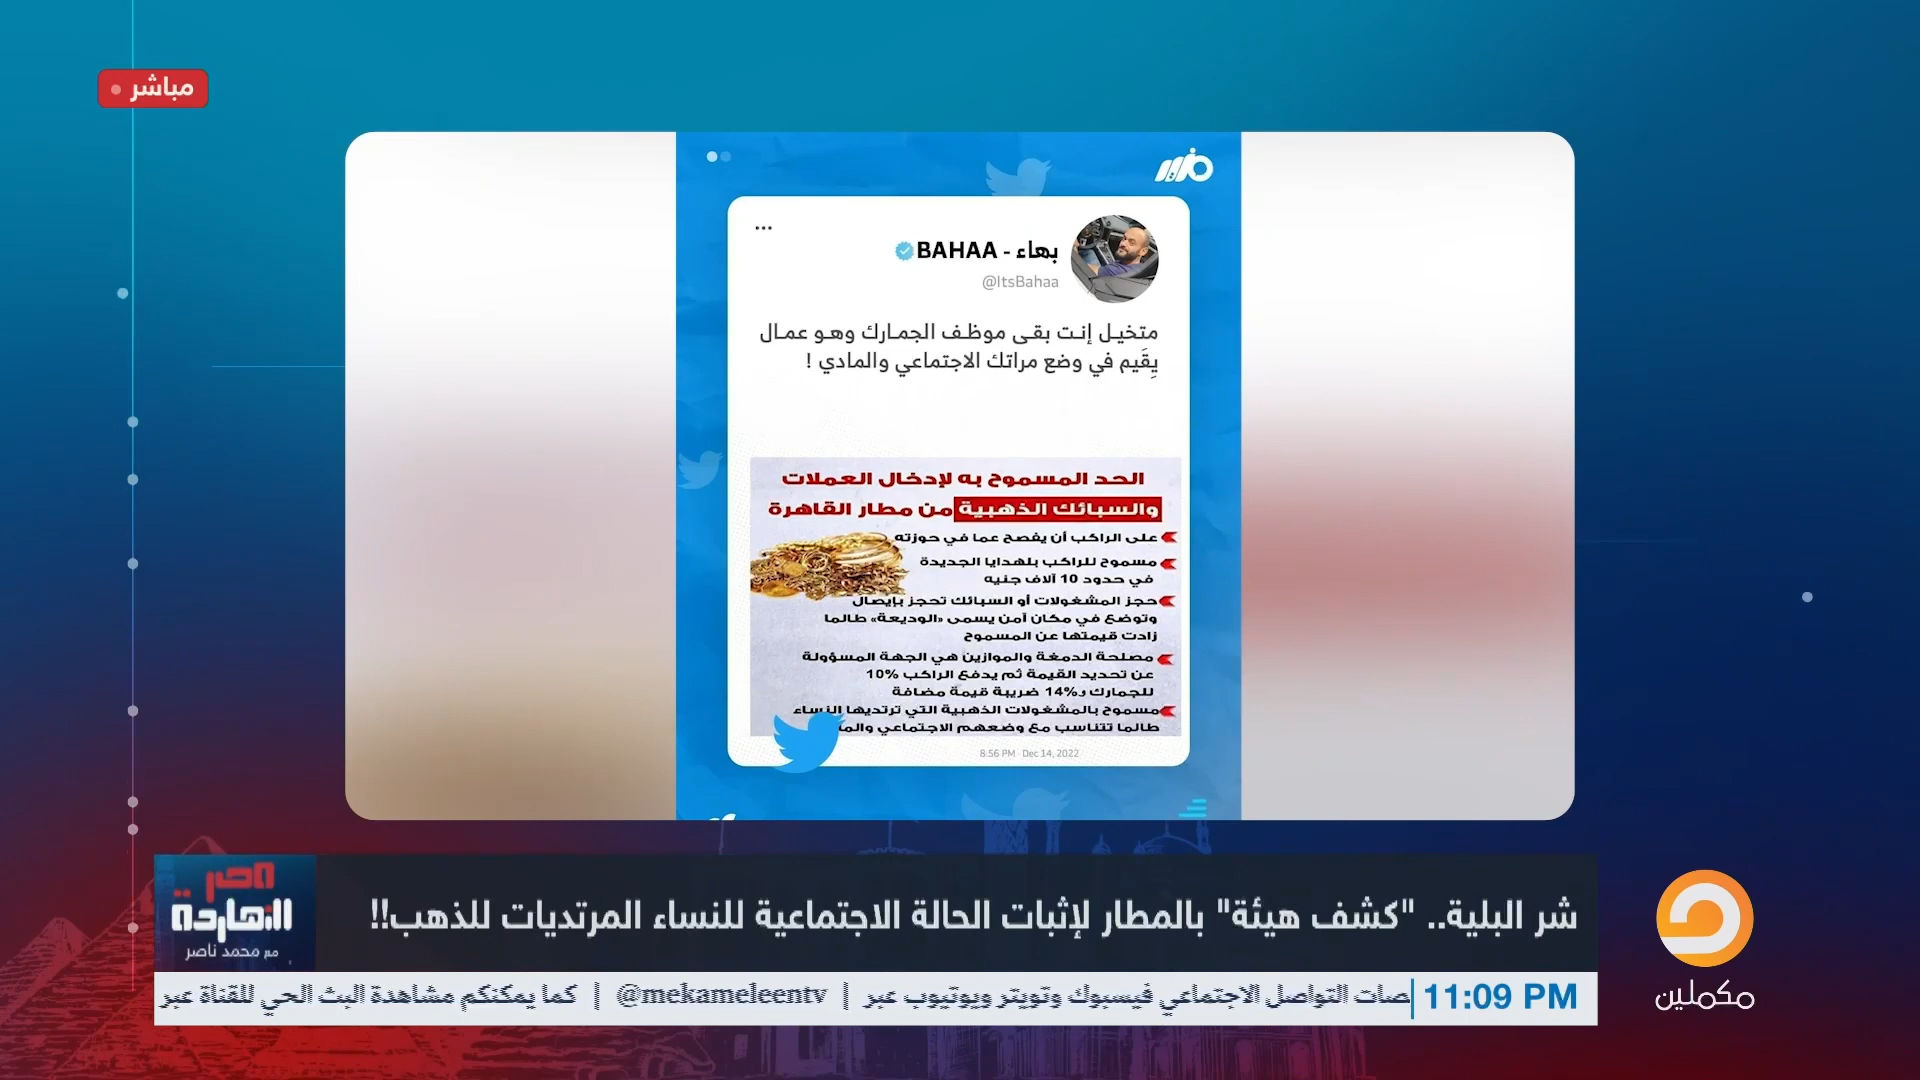 مباشر
مزيد
بهاء - BAHAA
@ItsBahaa
متخيل إنت بقى موظف الجمارك وهو عمال
يِقَيم في وضع مراتك الاجتماعي والمادي !
الحد المسموح به لإدخال العملات
والسبائك الذهبية من مطار القاهرة
على الراكب أن يفصح عما في حوزته
مسموح للراكب بلهدايا الجديدة
في حدود 10 آلاف جنيه
حجز المشغولات أو السبائك تحجز بإيصال
وتوضع في مكان آمن يسمى «الوديعة» طالما
زادت قيمتها عن المسموح
مصلحة الدمغة والموازين هي الجهة المسؤولة
عن تحديد القيمة ثم يدفع الراكب 10%
للجمارك و14% ضريبة قيمة مضافة
مسموح بالمشغولات الذهبية التي ترتديها النساء
طالما تتناسب مع وضعهم الاجتماعي
8:56 PM · Dec 14, 2022
شر البلية.. "كشف هيئة" بالمطار لإثبات الحالة الاجتماعية للنساء المرتديات للذهب!!
مصر
النهاردة
مع محمد ناصر
11:09 PM
التواصل الاجتماعي فيسبوك وتويتر ويوتيوب عبر | @mekameleentv | كما يمكنكم مشاهدة البث الحي للقناة عبر
مكملين